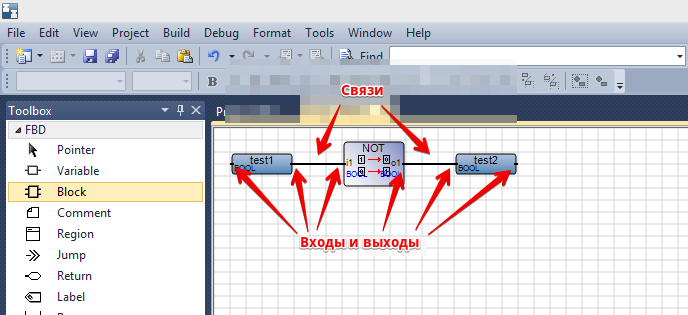 File Edit View Project Build Debug Format Tools Window Help
Find
B
Toolbox
FBD
Pointer
Variable
Block
Comment
Region
Jump
Return
Label
Связи
NOT
test1
BOOL
i1 1 0 o1
BOOL 0 1 BOOL
test2
BOOL
Входы и выходы